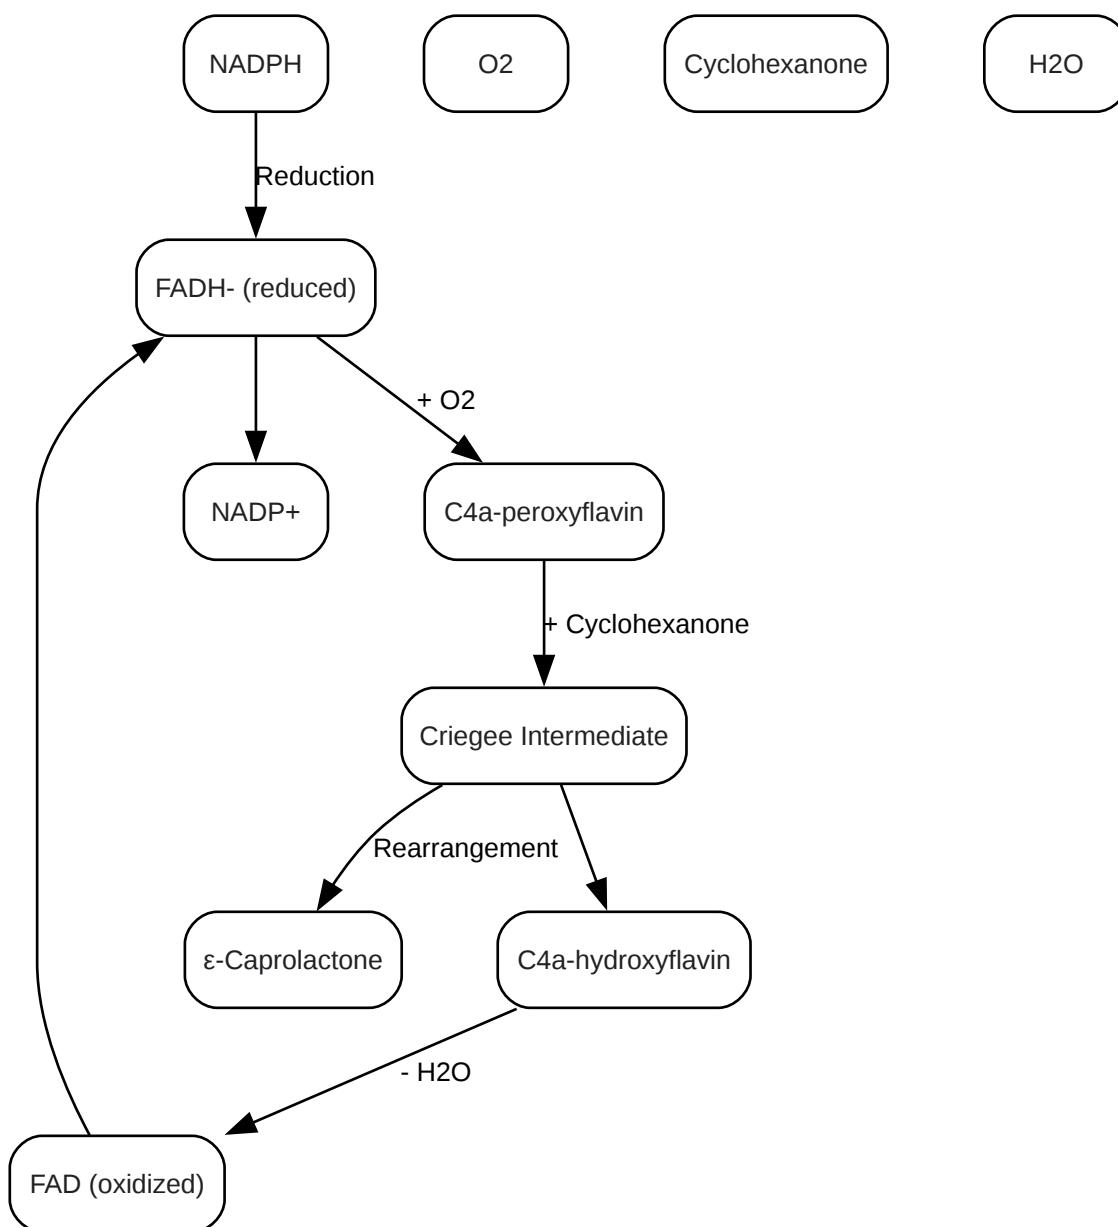 NADPH
O2
Cyclohexanone
H2O
Reduction
FADH- (reduced)
+ O2
NADP+
C4a-peroxyflavin
+ Cyclohexanone
Criegee Intermediate
Rearrangement
ε-Caprolactone
C4a-hydroxyflavin
- H2O
FAD (oxidized)